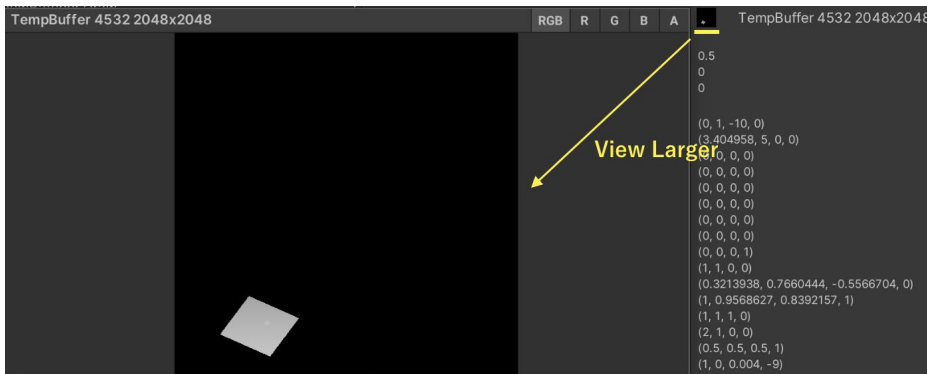 TempBuffer 4532 2048x2048
RGB R G B A
TempBuffer 4532 2048x2048
0.5
0
0
(0, 1, -10, 0)
(3.404958, 5, 0, 0)
View Larger
(0, 0, 0, 0)
(0, 0, 0, 0)
(0, 0, 0, 0)
(0, 0, 0, 0)
(0, 0, 0, 0)
(0, 0, 0, 0)
(0, 0, 0, 1)
(1, 1, 0, 0)
(0.3213938, 0.7660444, -0.5566704, 0)
(1, 0.9568627, 0.8392157, 1)
(1, 1, 1, 0)
(2, 1, 0, 0)
(0.5, 0.5, 0.5, 1)
(1, 0, 0.004, -9)